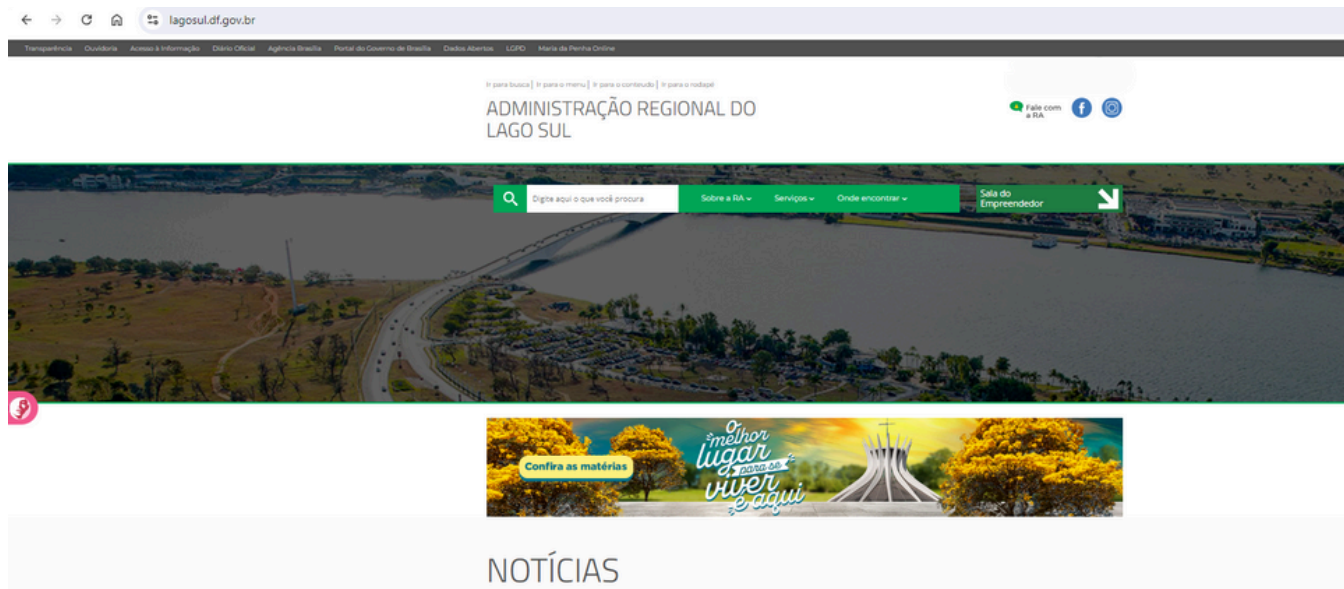 lagosul.df.gov.br
Transparência Ouvidoria Acesso à Informação Diário Oficial Agência Brasília Portal do Governo de Brasília Dados Abertos LGPD Maria da Penha Online
Ir para busca| Ir para o menu| Ir para o conteúdo| Ir para o rodapé
ADMINISTRAÇÃO REGIONAL DO
LAGO SUL
Fale com
a RA
Digite aqui o que você procura
Sobre a RA Serviços Onde encontrar
Sala do
Empreendedor
Confira as matérias
O
melhor
lugar
para se
viver
é aqui
NOTÍCIAS